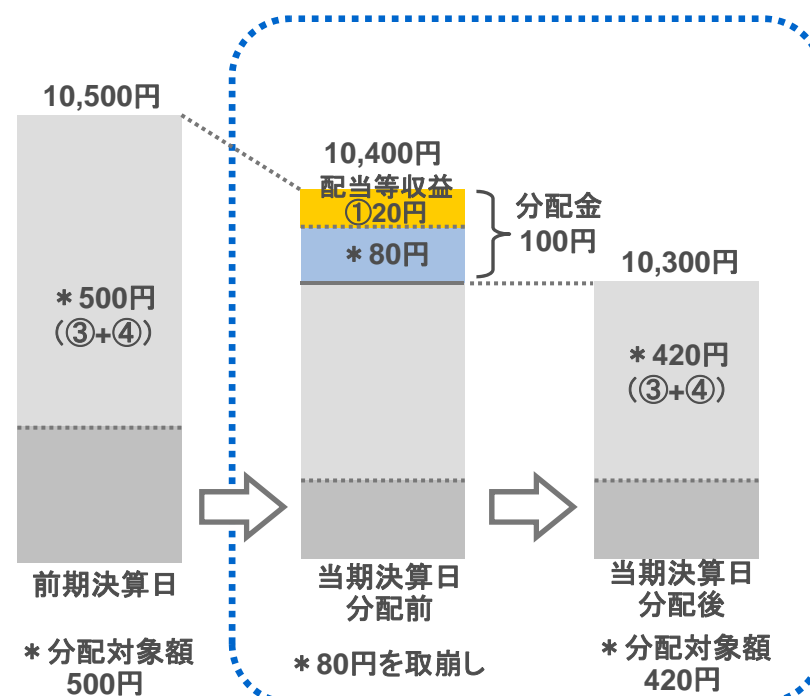 10,500円
＊500円
（③+④）
前期決算日
＊分配対象額
500円
10,400円
配当等収益
①20円
＊80円
分配金
100円
当期決算日
分配前
＊80円を取崩し
10,300円
＊420円
（③+④）
当期決算日
分配後
＊分配対象額
420円